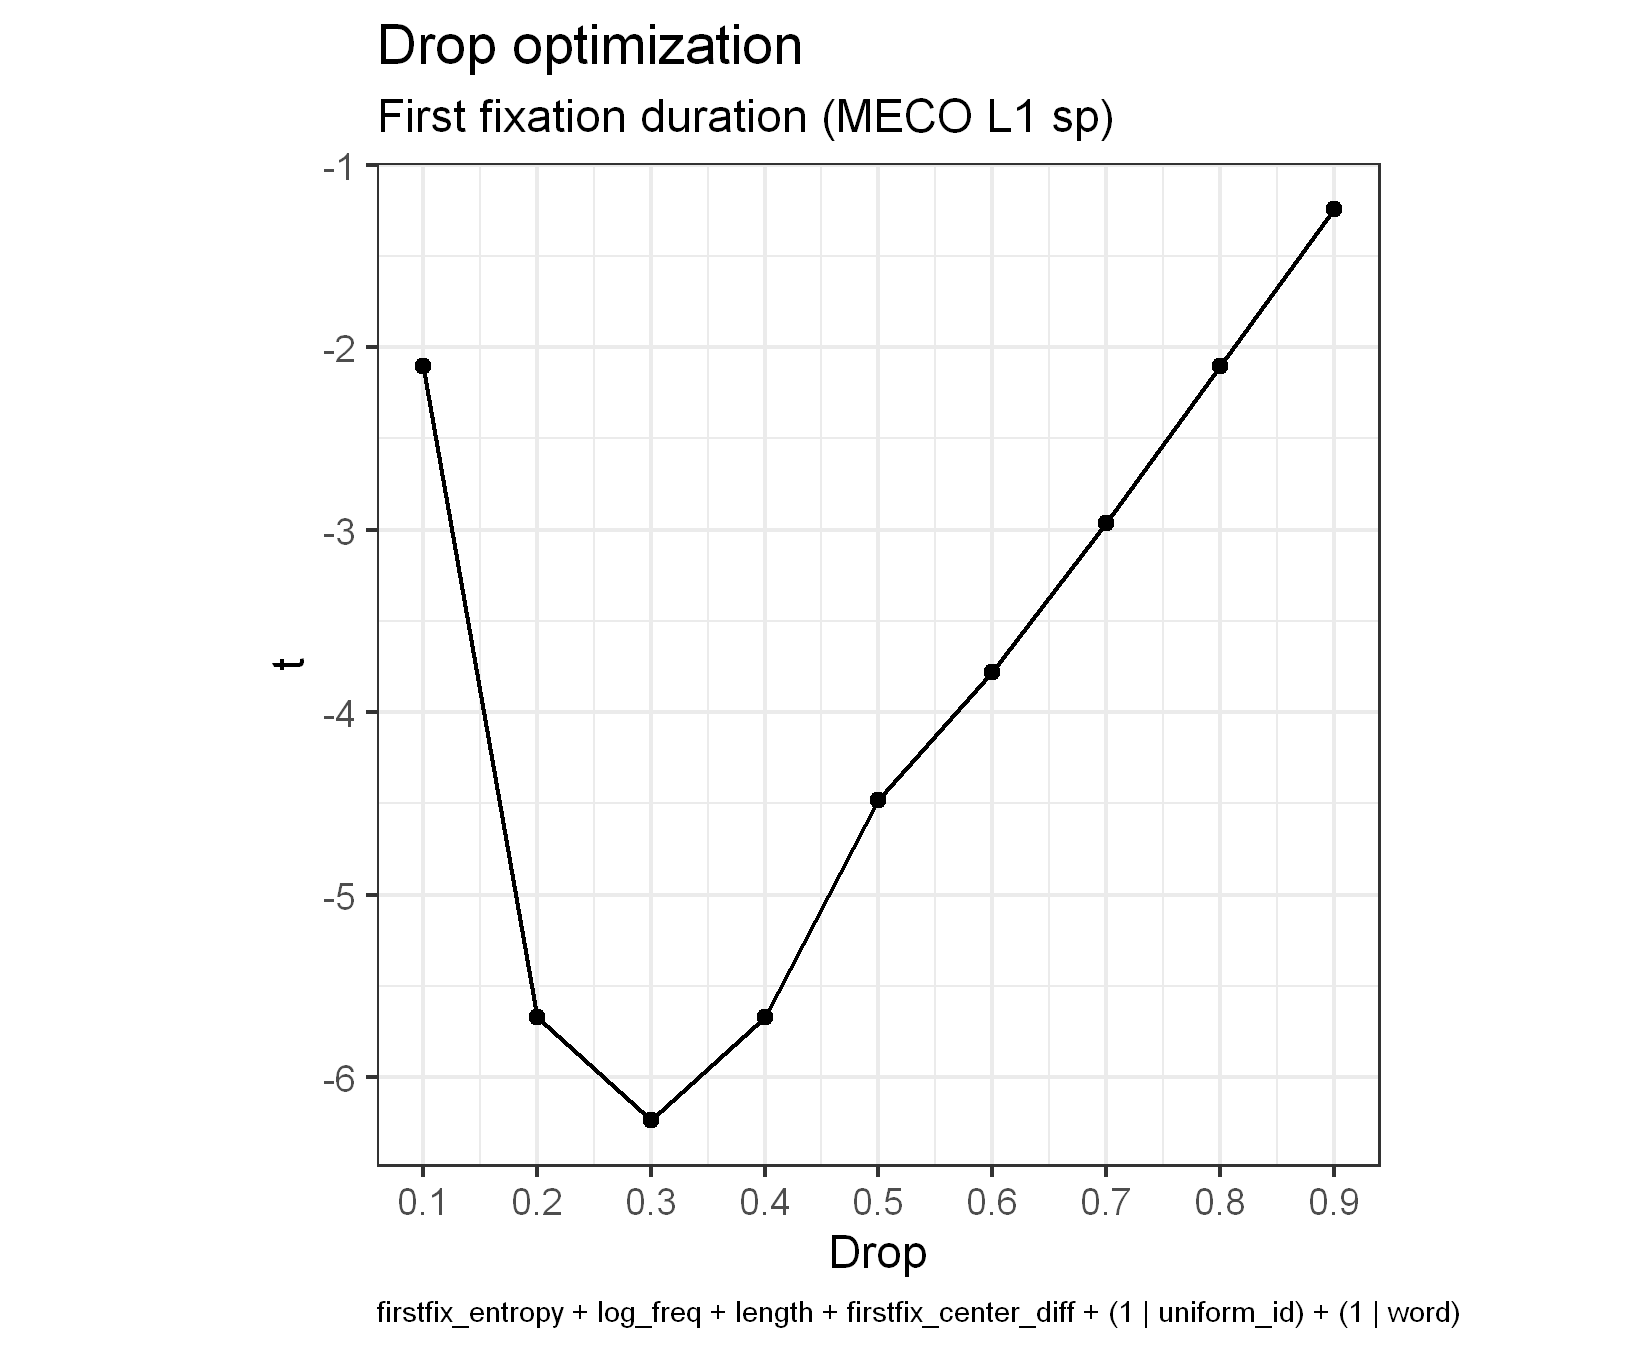 Drop optimization
First fixation duration (MECO L1 sp)
-1
-2
-3
-4
-5
-6
t
0.1 0.2 0.3 0.4 0.5 0.6 0.7 0.8 0.9
Drop
firstfix_entropy + log_freq + length + firstfix_center_diff + (1 | uniform_id) + (1 | word)